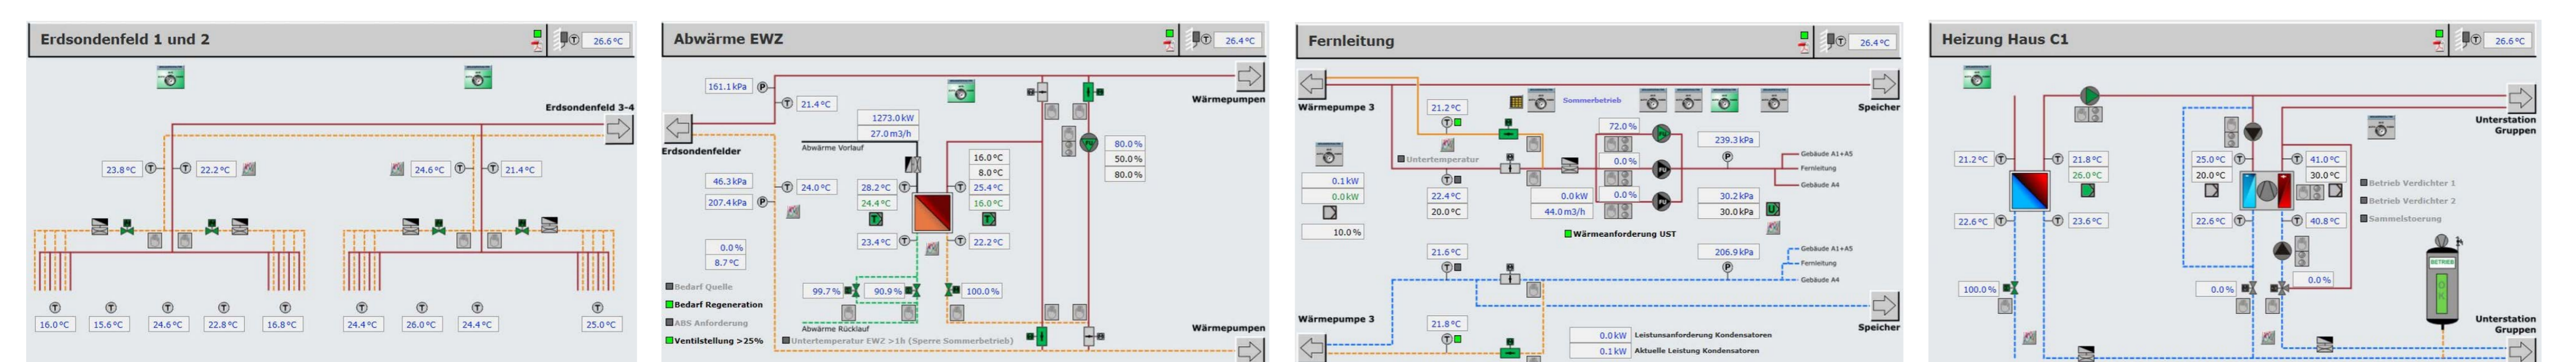 Erdsondenfeld 1 und 2
26.6°C
Erdsondenfeld 3-4
23.8°C
22.2°C
24.6°C
21.4°C
16.0°C
15.6°C
24.6°C
22.8°C
16.8°C
24.4°C
26.0°C
24.4°C
25.0°C
Abwärme EWZ
26.4°C
161.1kPa
21.4°C
Wärmepumpen
1273.0kW
27.0m3/h
Erdsondenfelder
Abwärme Vorlauf
80.0%
50.0%
80.0%
16.0°C
8.0°C
46.3kPa
24.0°C
28.2°C
25.4°C
207.4kPa
24.4°C
16.0°C
23.4°C
22.2°C
0.0%
8.7°C
Bedarf Quelle
99.7%
90.9%
100.0%
Bedarf Regeneration
ABS Anforderung
Abwärme Rücklauf
Wärmepumpen
Ventilstellung >25%
Untertemperatur EWZ >1h (Sperre Sommerbetrieb)
Fernleitung
26.4°C
Wärmepumpe 3
21.2°C
Sommerbetrieb
Speicher
72.0%
239.3kPa
Untertemperatur
0.0%
Gebäude A1+A5
Fernleitung
Gebäude A4
0.1kW
0.0kW
22.4°C
20.0°C
0.0kW
44.0m3/h
0.0%
30.2kPa
30.0kPa
10.0%
Wärmeanforderung UST
21.6°C
206.9kPa
Gebäude A1+A5
Fernleitung
Gebäude A4
Wärmepumpe 3
21.8°C
Speicher
0.0kW
Leistunsanforderung Kondensatoren
0.1kW
Aktuelle Leistung Kondensatoren
Heizung Haus C1
26.6°C
Unterstation
Gruppen
21.2°C
21.8°C
26.0°C
25.0°C
20.0°C
41.0°C
30.0°C
Betrieb Verdichter 1
Betrieb Verdichter 2
Sammelstoerung
22.6°C
23.6°C
22.6°C
40.8°C
BETRIEB
OK
100.0%
0.0%
0.0%
Unterstation
Gruppen